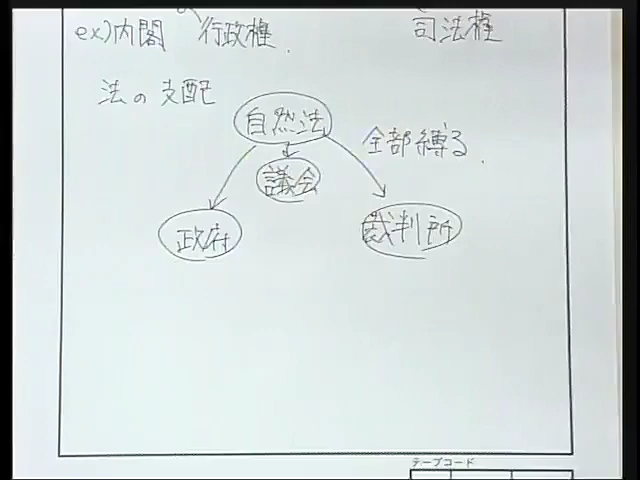 ex)内閣 行政権. 司法権
法の支配
自然法
全部縛る.
議会
政府 裁判所
テープコード